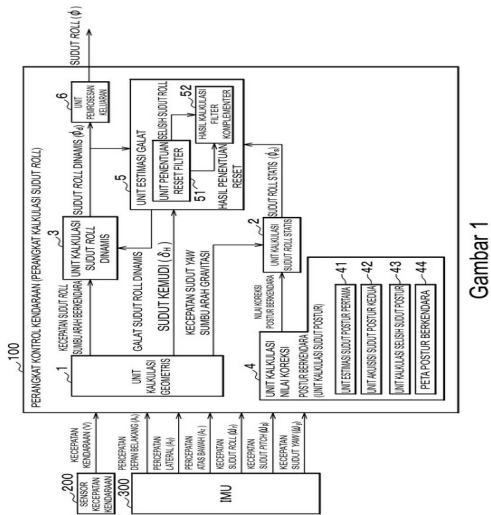 100
PERANGKAT KONTROL KENDARAAN (PERANGKAT KALKULASI SUDUT ROLL)
200
SENSOR
KECEPATAN
KENDARAAN
KECEPATAN
KENDARAAN (V)
300
IMU
PERCEPATAN
DEPAN BELAKANG
PERCEPATAN
LATERAL
PERCEPATAN
ATAS BAWAH
KECEPATAN
SUDUT ROLL
KECEPATAN
SUDUT PITCH
KECEPATAN
SUDUT YAW
1
UNIT
KALKULASI
GEOMETRIS
KECEPATAN SUDUT ROLL
SUMBU ARAH BERKENDARA
GALAT SUDUT ROLL DINAMIS
SUDUT KEMUDI (δH)
KECEPATAN SUDUT YAW
SUMBU ARAH GRAVITASI
3
UNIT KALKULASI
SUDUT ROLL
DINAMIS
SUDUT ROLL DINAMIS (ϕd)
6
UNIT
PEMROSESAN
KELUARAN
SUDUT ROLL (ϕ)
5
UNIT ESTIMASI GALAT
UNIT PENENTUAN
RESET FILTER
51
SELISIH SUDUT ROLL
52
HASIL KALKULASI
FILTER
KOMPLEMENTER
HASIL PENENTUAN
RESET
2
UNIT KALKULASI
SUDUT ROLL STATIS
SUDUT ROLL STATIS (ϕs)
NILAI KOREKSI
POSTUR BERKENDARA
4
UNIT KALKULASI
NILAI KOREKSI
POSTUR BERKENDARA
(UNIT KALKULASI SUDUT POSTUR)
UNIT ESTIMASI SUDUT POSTUR PERTAMA
41
UNIT AKUISISI SUDUT POSTUR KEDUA
42
UNIT KALKULASI SELISIH SUDUT POSTUR
43
PETA POSTUR BERKENDARA
44
Gambar 1